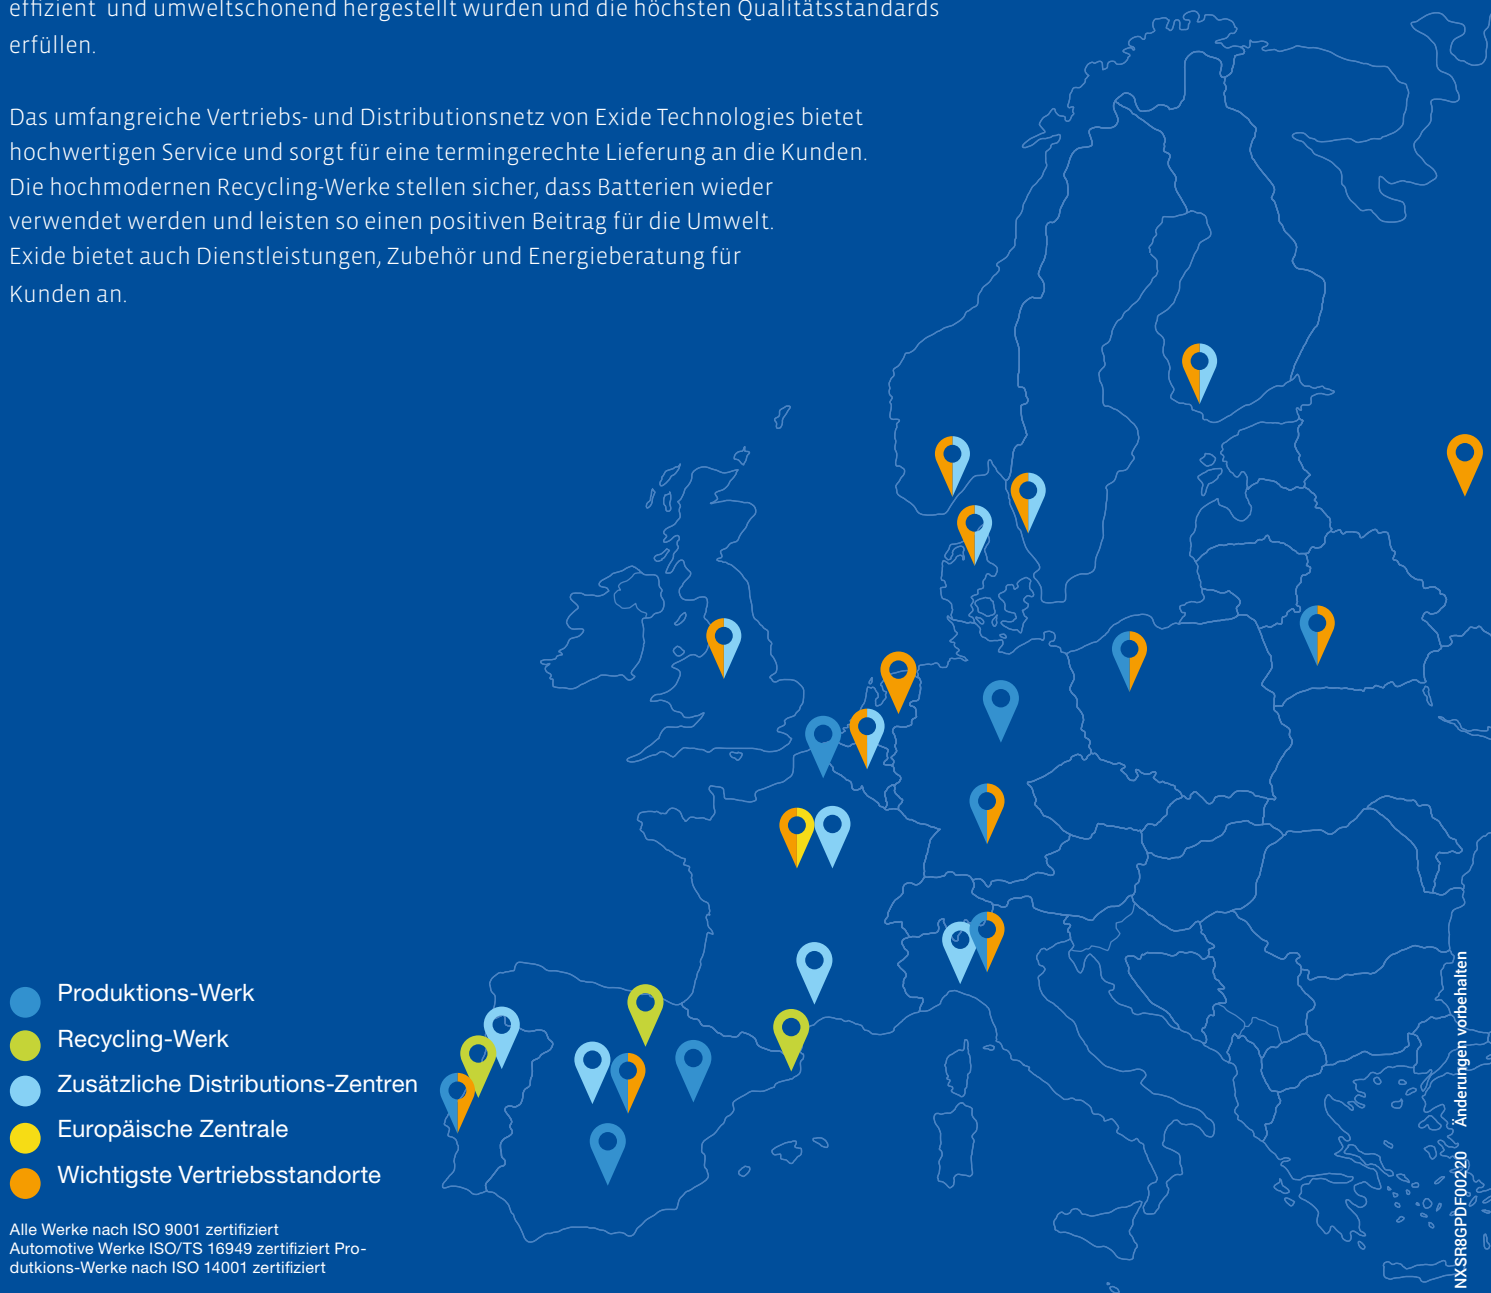 effizient und umweltschonend hergestellt wurden und die höchsten Qualitätsstandards
erfüllen.
Das umfangreiche Vertriebs- und Distributionsnetz von Exide Technologies bietet
hochwertigen Service und sorgt für eine termingerechte Lieferung an die Kunden.
Die hochmodernen Recycling-Werke stellen sicher, dass Batterien wieder
verwendet werden und leisten so einen positiven Beitrag für die Umwelt.
Exide bietet auch Dienstleistungen, Zubehör und Energieberatung für
Kunden an.
Produktions-Werk
Recycling-Werk
Zusätzliche Distributions-Zentren
Europäische Zentrale
Wichtigste Vertriebsstandorte
Alle Werke nach ISO 9001 zertifiziert
Automotive Werke ISO/TS 16949 zertifiziert Pro-
dutkions-Werke nach ISO 14001 zertifiziert
NXSR8GPDF00220 Änderungen vorbehalten